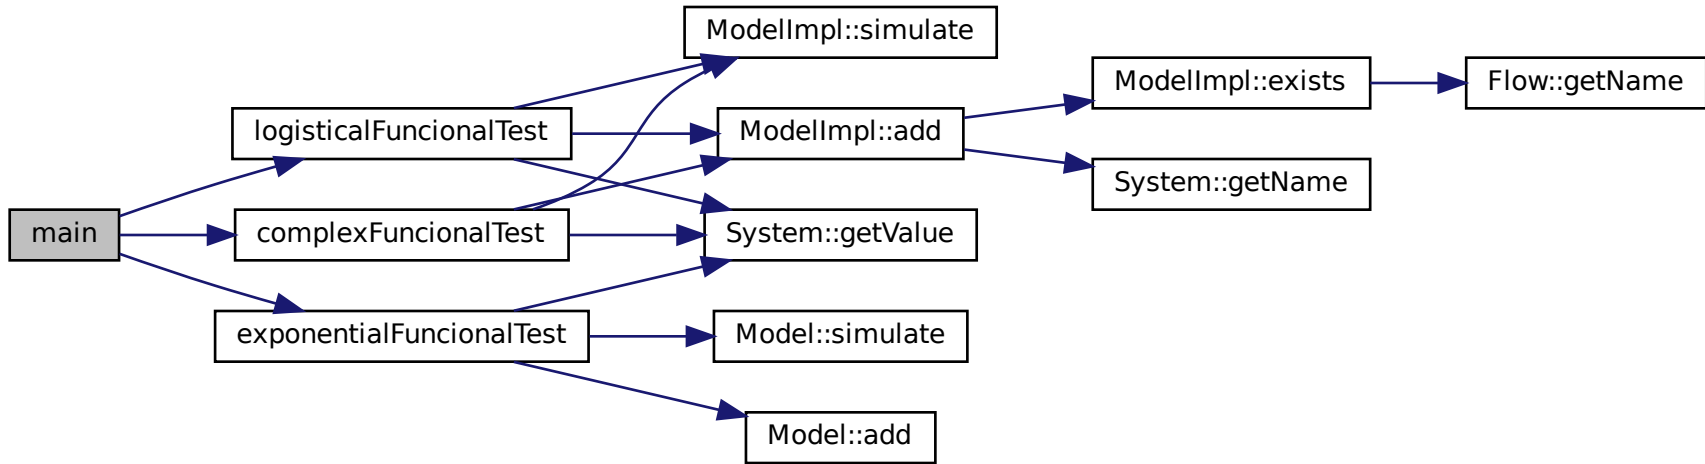 main
logisticalFuncionalTest
complexFuncionalTest
exponentialFuncionalTest
ModelImpl::simulate
ModelImpl::add
System::getValue
Model::simulate
Model::add
ModelImpl::exists
System::getName
Flow::getName